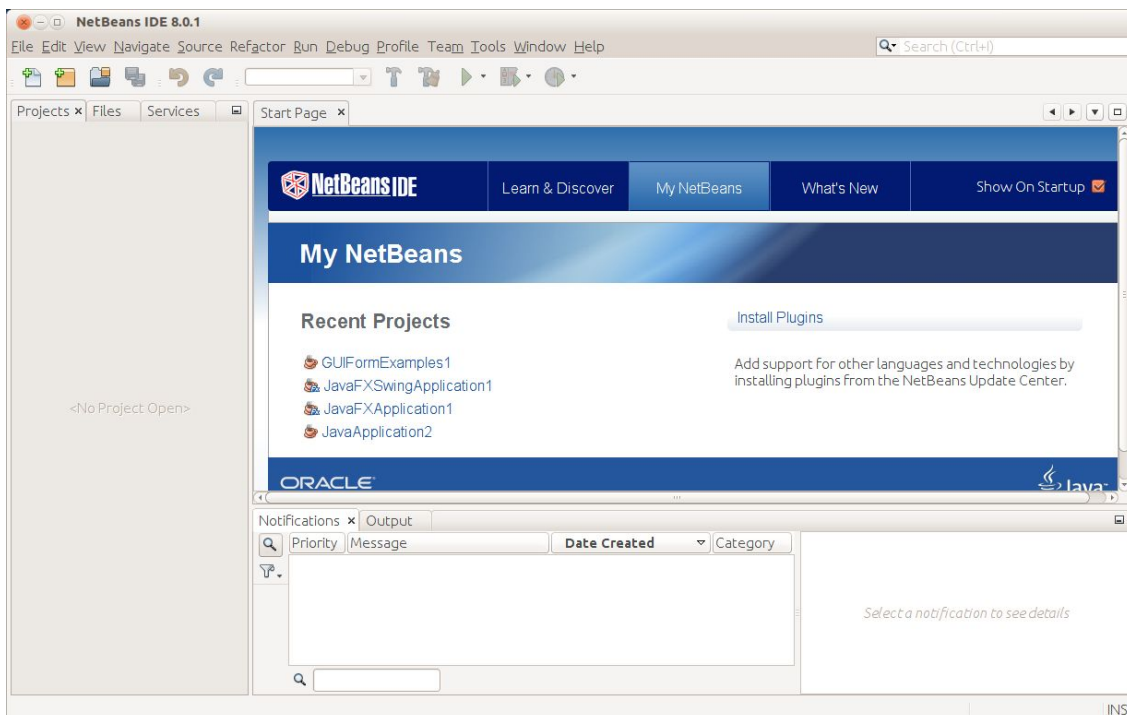 NetBeans IDE 8.0.1
File Edit View Navigate Source Refactor Run Debug Profile Team Tools Window Help
Search (Ctrl+I)
Projects Files Services
Start Page
NetBeans IDE
Learn & Discover
My NetBeans
What's New
Show On Startup
My NetBeans
Recent Projects
GUIFormExamples1
JavaFXSwingApplication1
JavaFXApplication1
JavaApplication2
Install Plugins
Add support for other languages and technologies by
installing plugins from the NetBeans Update Center.
<No Project Open>
ORACLE
Java
Notifications Output
Priority Message Date Created Category
Select a notification to see details
INS